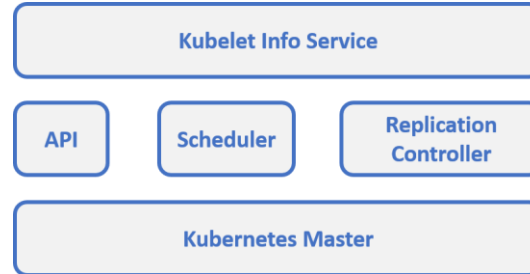 Kubelet Info Service
API
Scheduler
Replication
Controller
Kubernetes Master